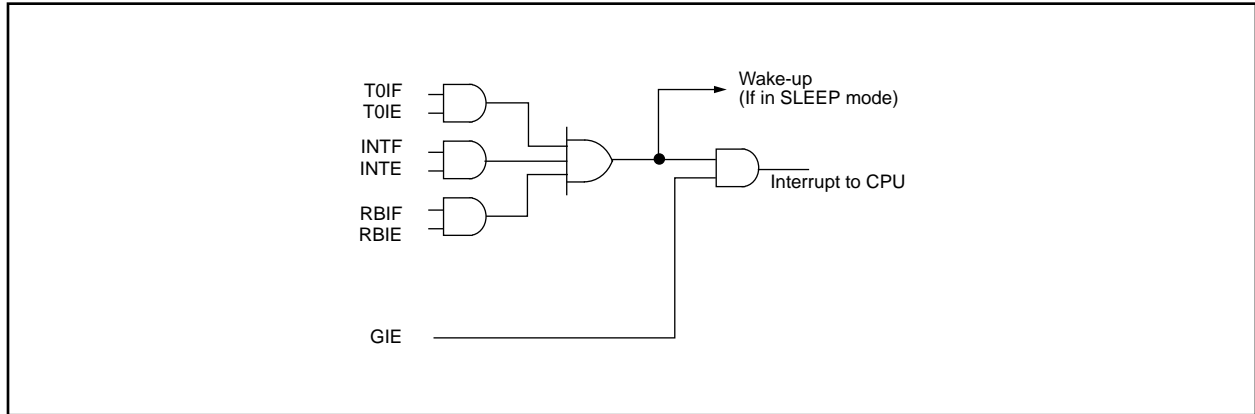 T0IF
T0IE
INTF
INTE
RBIF
RBIE
GIE
Wake-up
(If in SLEEP mode)
Interrupt to CPU